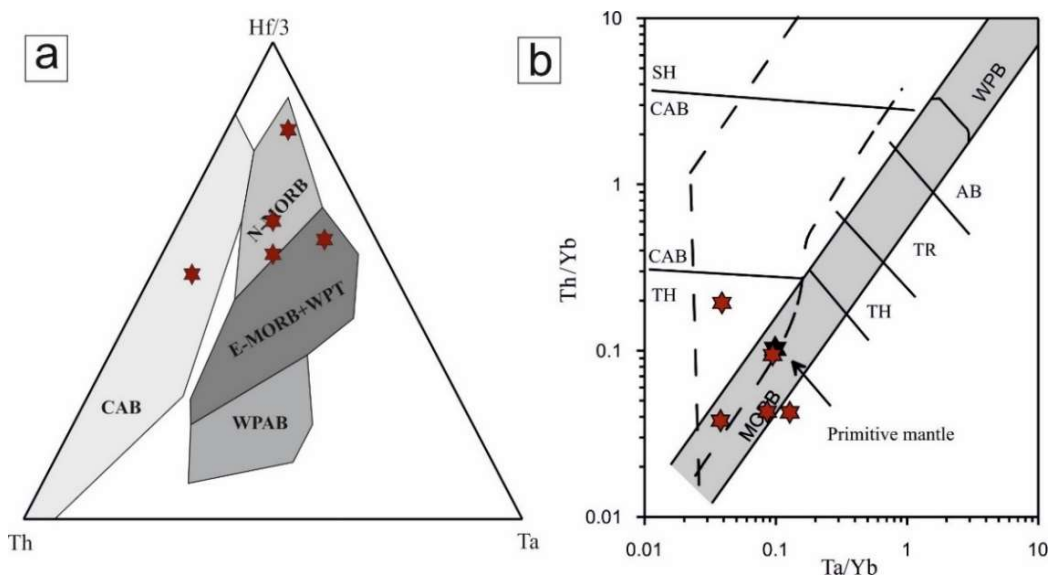 a
Hf/3
N-MORB
E-MORB+WPT
CAB
WPAB
Th
Ta
b
Th/Yb
10
1
0.1
0.01
SH
CAB
CAB
TH
WPB
AB
TR
TH
MORB
Primitive mantle
0.01
0.1
1
10
Ta/Yb